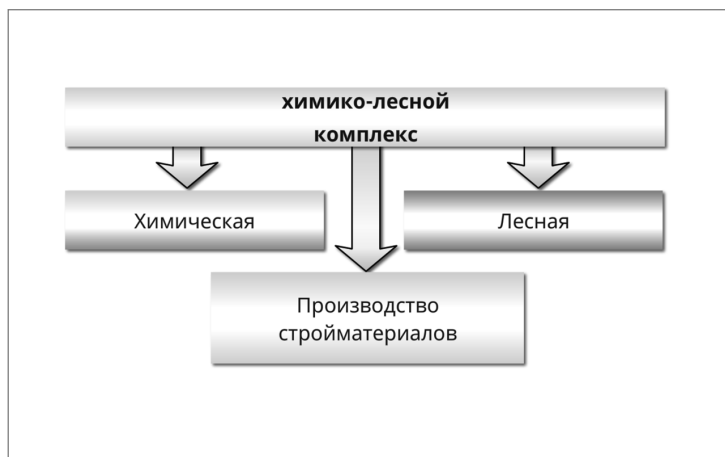 химико-лесной
комплекс
Химическая
Лесная
Производство
стройматериалов